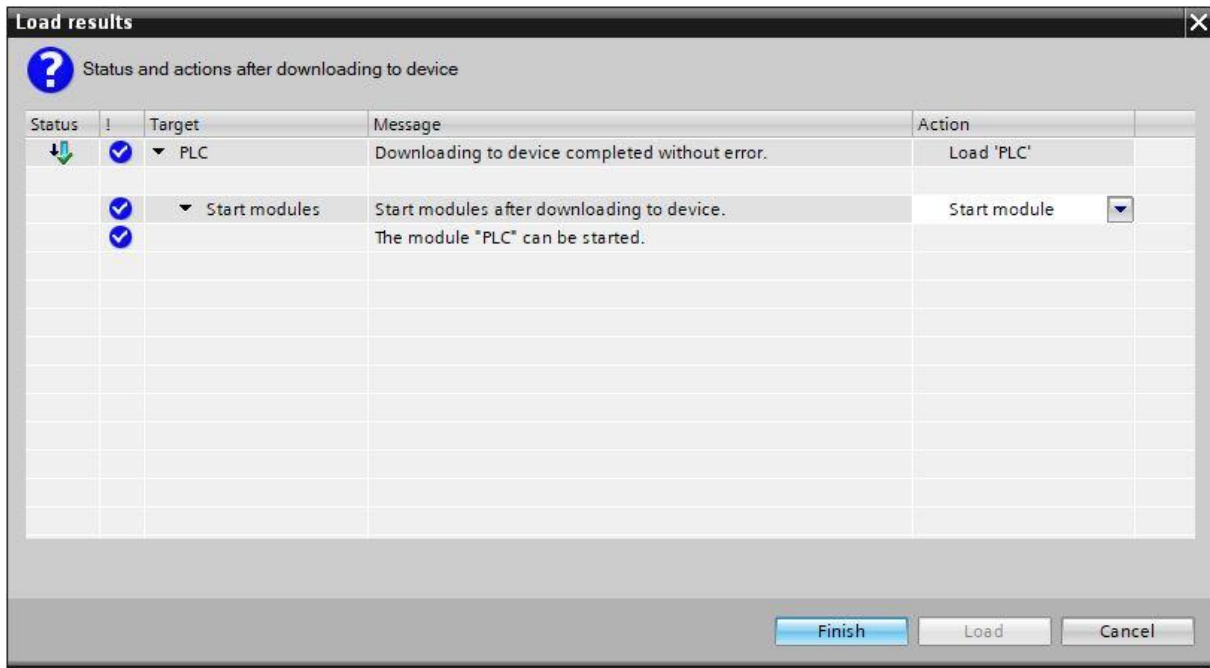 Load results
Status and actions after downloading to device
Status ! Target Message Action
PLC Downloading to device completed without error. Load 'PLC'
Start modules Start modules after downloading to device. Start module
The module "PLC" can be started.
Finish Load Cancel